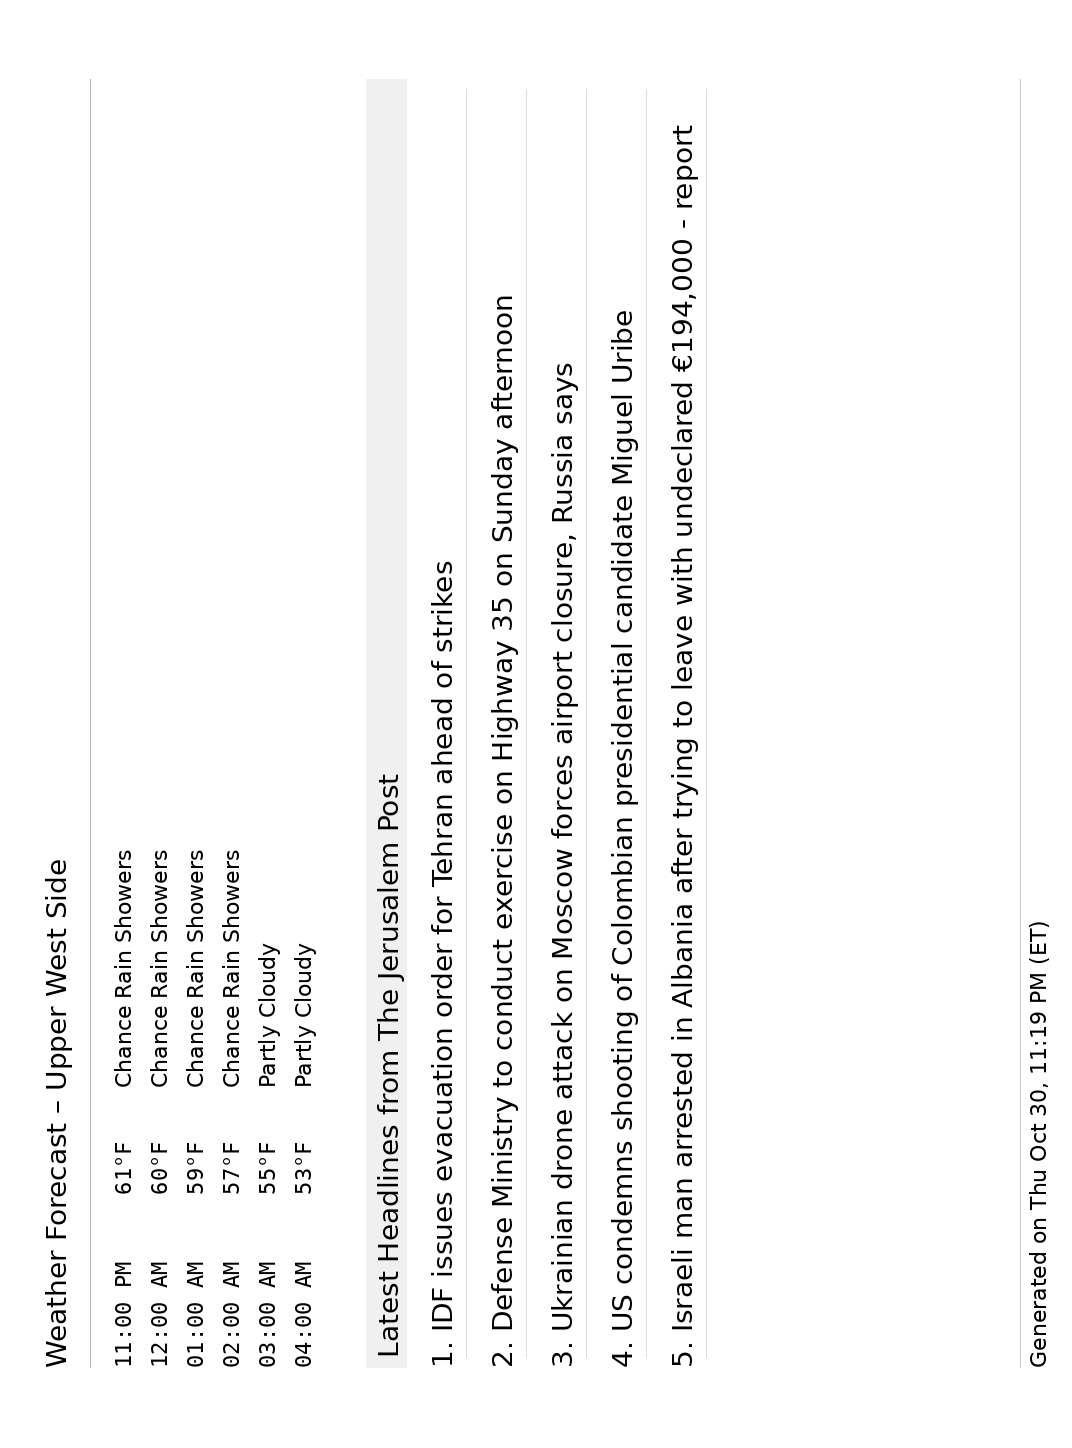 Weather Forecast – Upper West Side
11:00 PM 61°F Chance Rain Showers
12:00 AM 60°F Chance Rain Showers
01:00 AM 59°F Chance Rain Showers
02:00 AM 57°F Chance Rain Showers
03:00 AM 55°F Partly Cloudy
04:00 AM 53°F Partly Cloudy
Latest Headlines from The Jerusalem Post
1. IDF issues evacuation order for Tehran ahead of strikes
2. Defense Ministry to conduct exercise on Highway 35 on Sunday afternoon
3. Ukrainian drone attack on Moscow forces airport closure, Russia says
4. US condemns shooting of Colombian presidential candidate Miguel Uribe
5. Israeli man arrested in Albania after trying to leave with undeclared €194,000 - report
Generated on Thu Oct 30, 11:19 PM (ET)